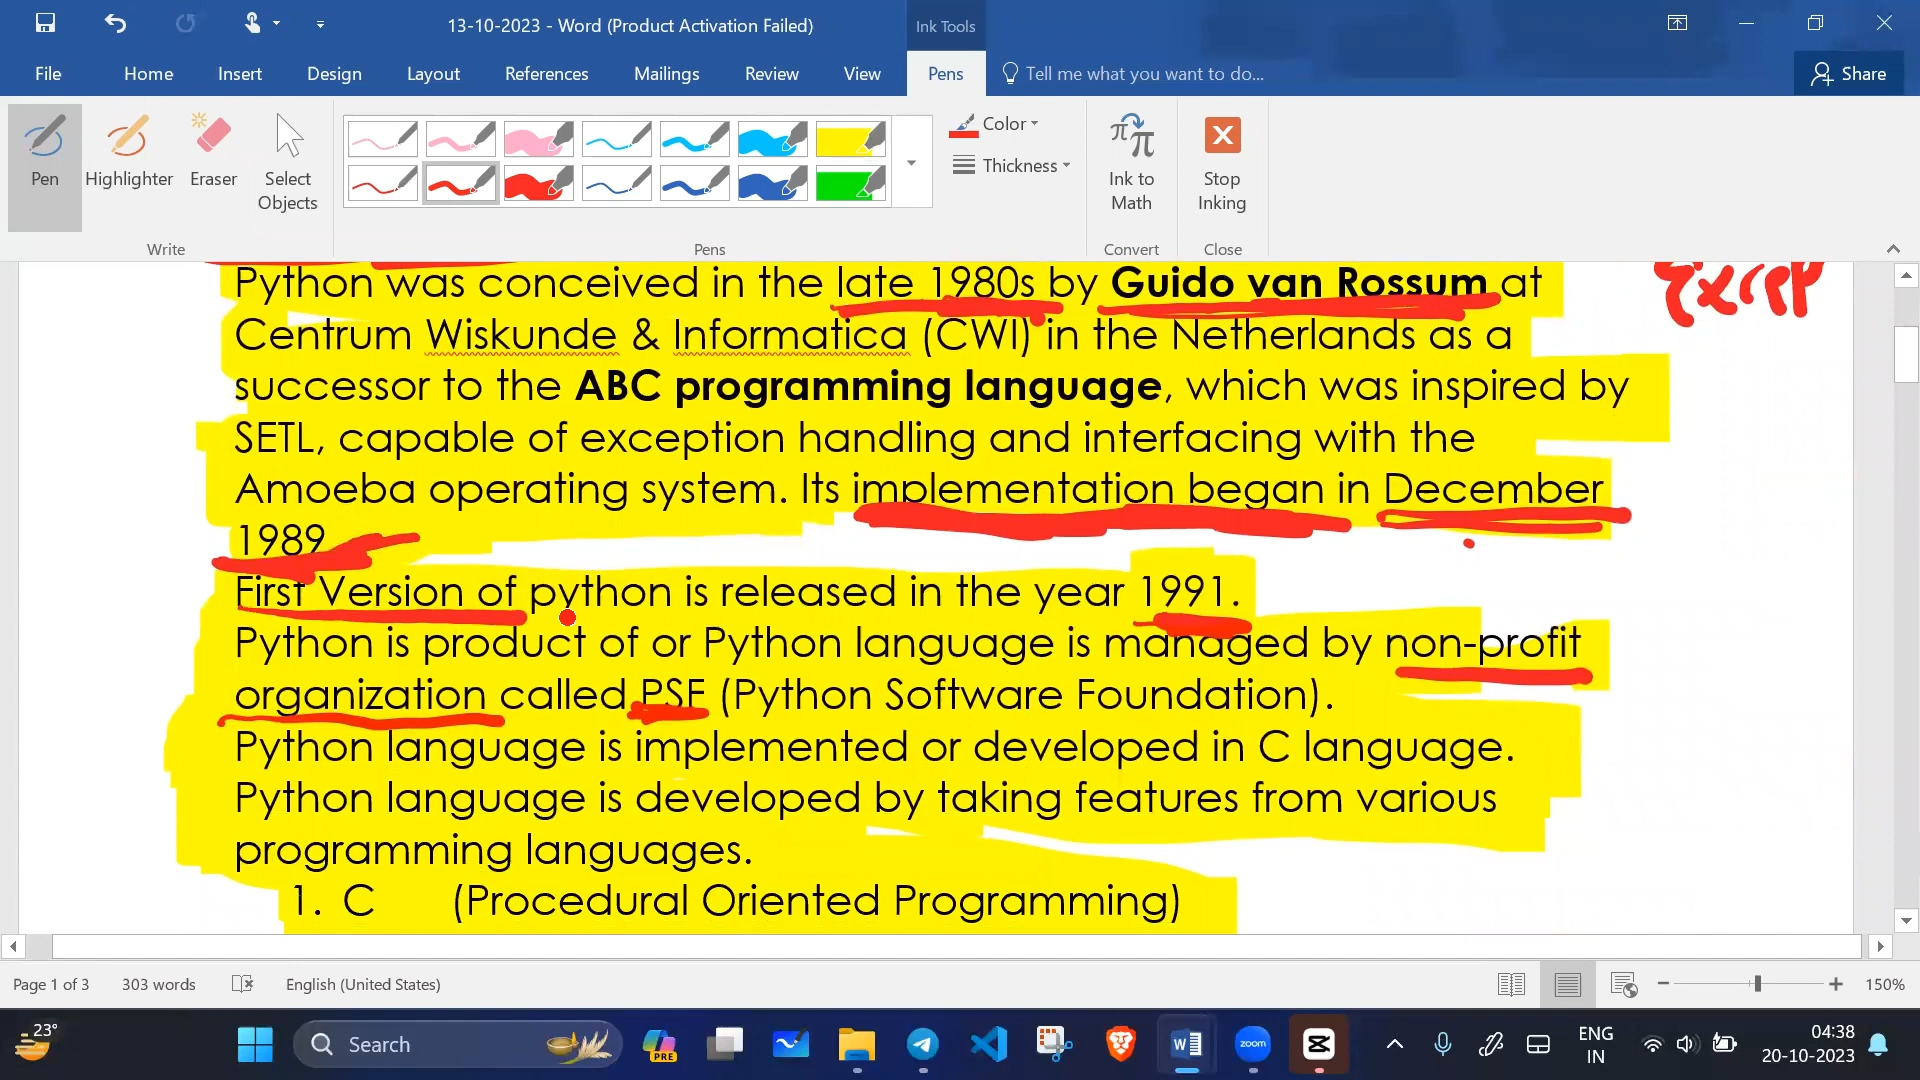 13-10-2023 - Word (Product Activation Failed)
Ink Tools
File Home Insert Design Layout References Mailings Review View Pens Tell me what you want to do... Share
Pen Highlighter Eraser Select Objects
Color
Thickness
Ink to Math
Stop Inking
Write Pens Convert Close
Python was conceived in the late 1980s by Guido van Rossum at
Centrum Wiskunde & Informatica (CWI) in the Netherlands as a
successor to the ABC programming language, which was inspired by
SETL, capable of exception handling and interfacing with the
Amoeba operating system. Its implementation began in December
1989
First Version of python is released in the year 1991.
Python is product of or Python language is managed by non-profit
organization called PSF (Python Software Foundation).
Python language is implemented or developed in C language.
Python language is developed by taking features from various
programming languages.
1. C (Procedural Oriented Programming)
Page 1 of 3 303 words English (United States) 150%
23° Search PRE zoom ENG IN 04:38 20-10-2023